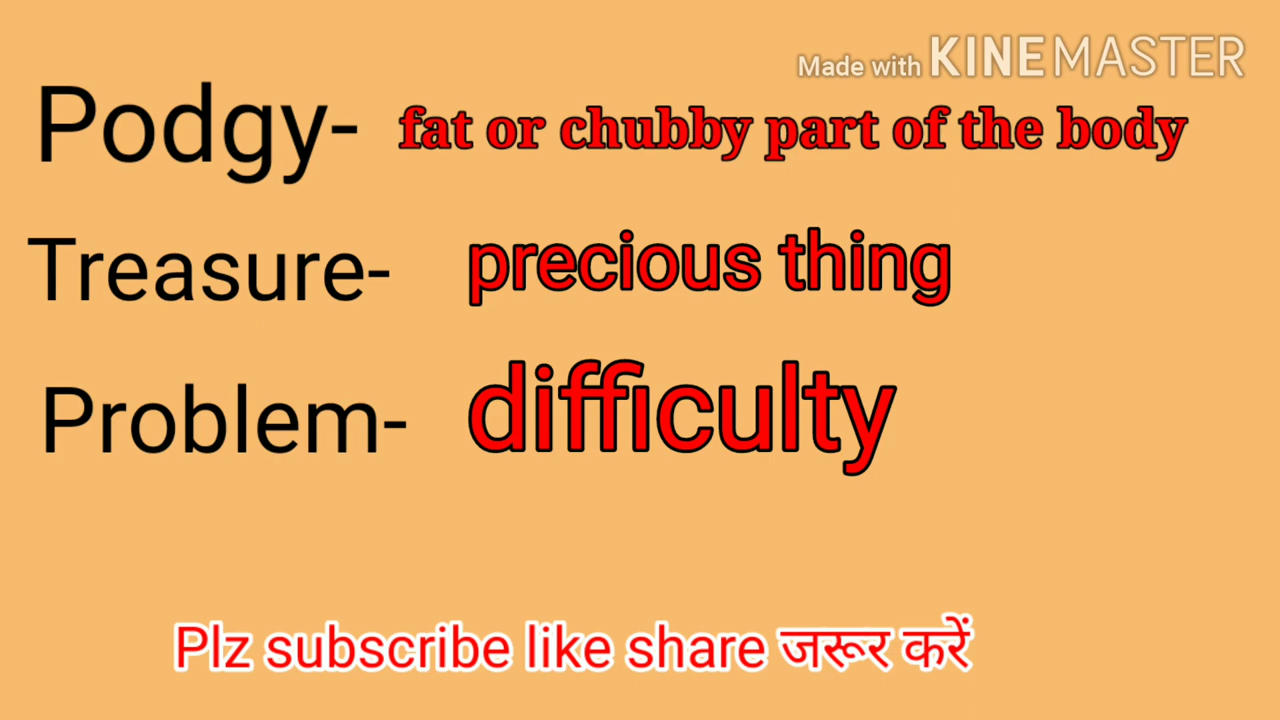 Made with KINEMASTER
Podgy- fat or chubby part of the body
Treasure- precious thing
Problem- difficulty
Plz subscribe like share जरूर करें